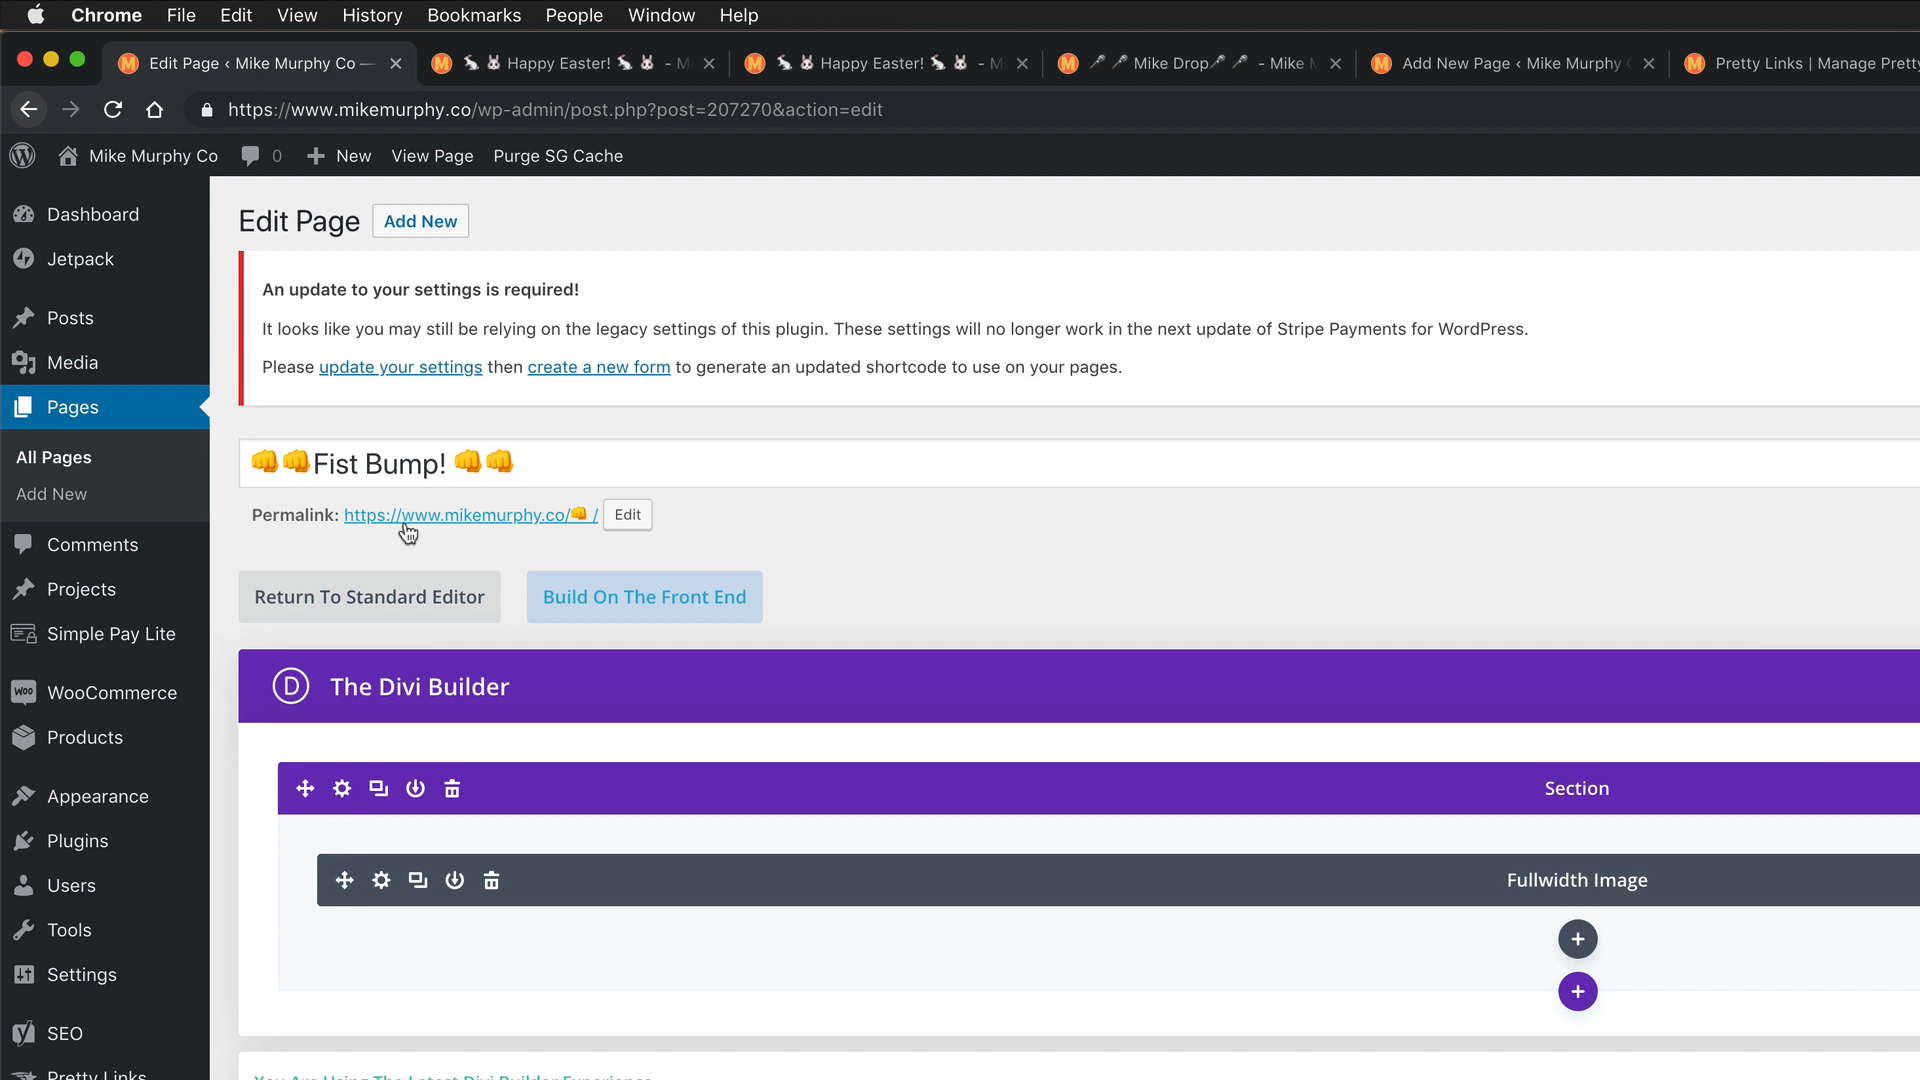 Chrome File Edit View History Bookmarks People Window Help
Edit Page ‹ Mike Murphy Co — 🐇 🐰 Happy Easter! 🐇 🐰 - M 🐇 🐰 Happy Easter! 🐇 🐰 - M 🎤 🎤 Mike Drop🎤 🎤 - Mike Add New Page ‹ Mike Murphy Pretty Links | Manage Pretty
https://www.mikemurphy.co/wp-admin/post.php?post=207270&action=edit
Mike Murphy Co 0 New View Page Purge SG Cache
Dashboard
Jetpack
Posts
Media
Pages
All Pages
Add New
Comments
Projects
Simple Pay Lite
WooCommerce
Products
Appearance
Plugins
Users
Tools
Settings
SEO
Pretty Links
Edit Page Add New
An update to your settings is required!
It looks like you may still be relying on the legacy settings of this plugin. These settings will no longer work in the next update of Stripe Payments for WordPress.
Please update your settings then create a new form to generate an updated shortcode to use on your pages.
👊👊Fist Bump! 👊👊
Permalink: https://www.mikemurphy.co/👊 / Edit
Return To Standard Editor Build On The Front End
The Divi Builder
Section
Fullwidth Image
You Are Using The Latest Divi Builder Experience